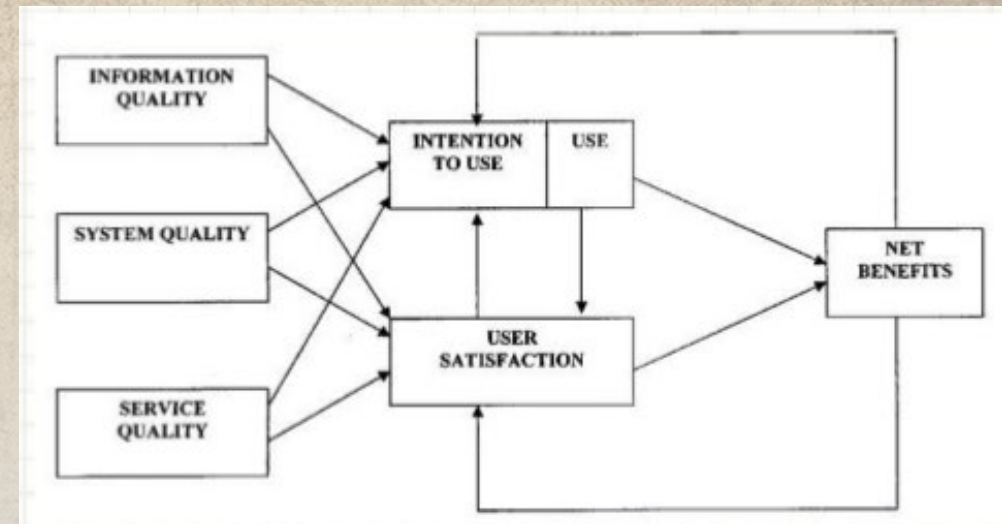 INFORMATION
QUALITY
SYSTEM QUALITY
SERVICE
QUALITY
INTENTION
TO USE
USE
USER
SATISFACTION
NET
BENEFITS